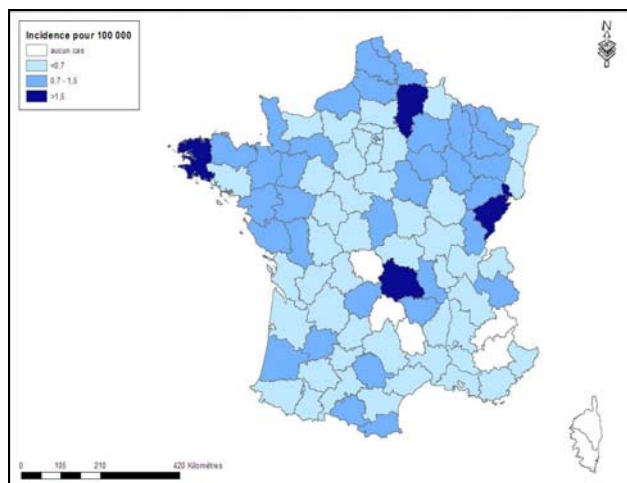 Incidence pour 100 000
aucun cas
<0,7
0,7 - 1,5
>1,5
N
0 105 210 420 Kilomètres